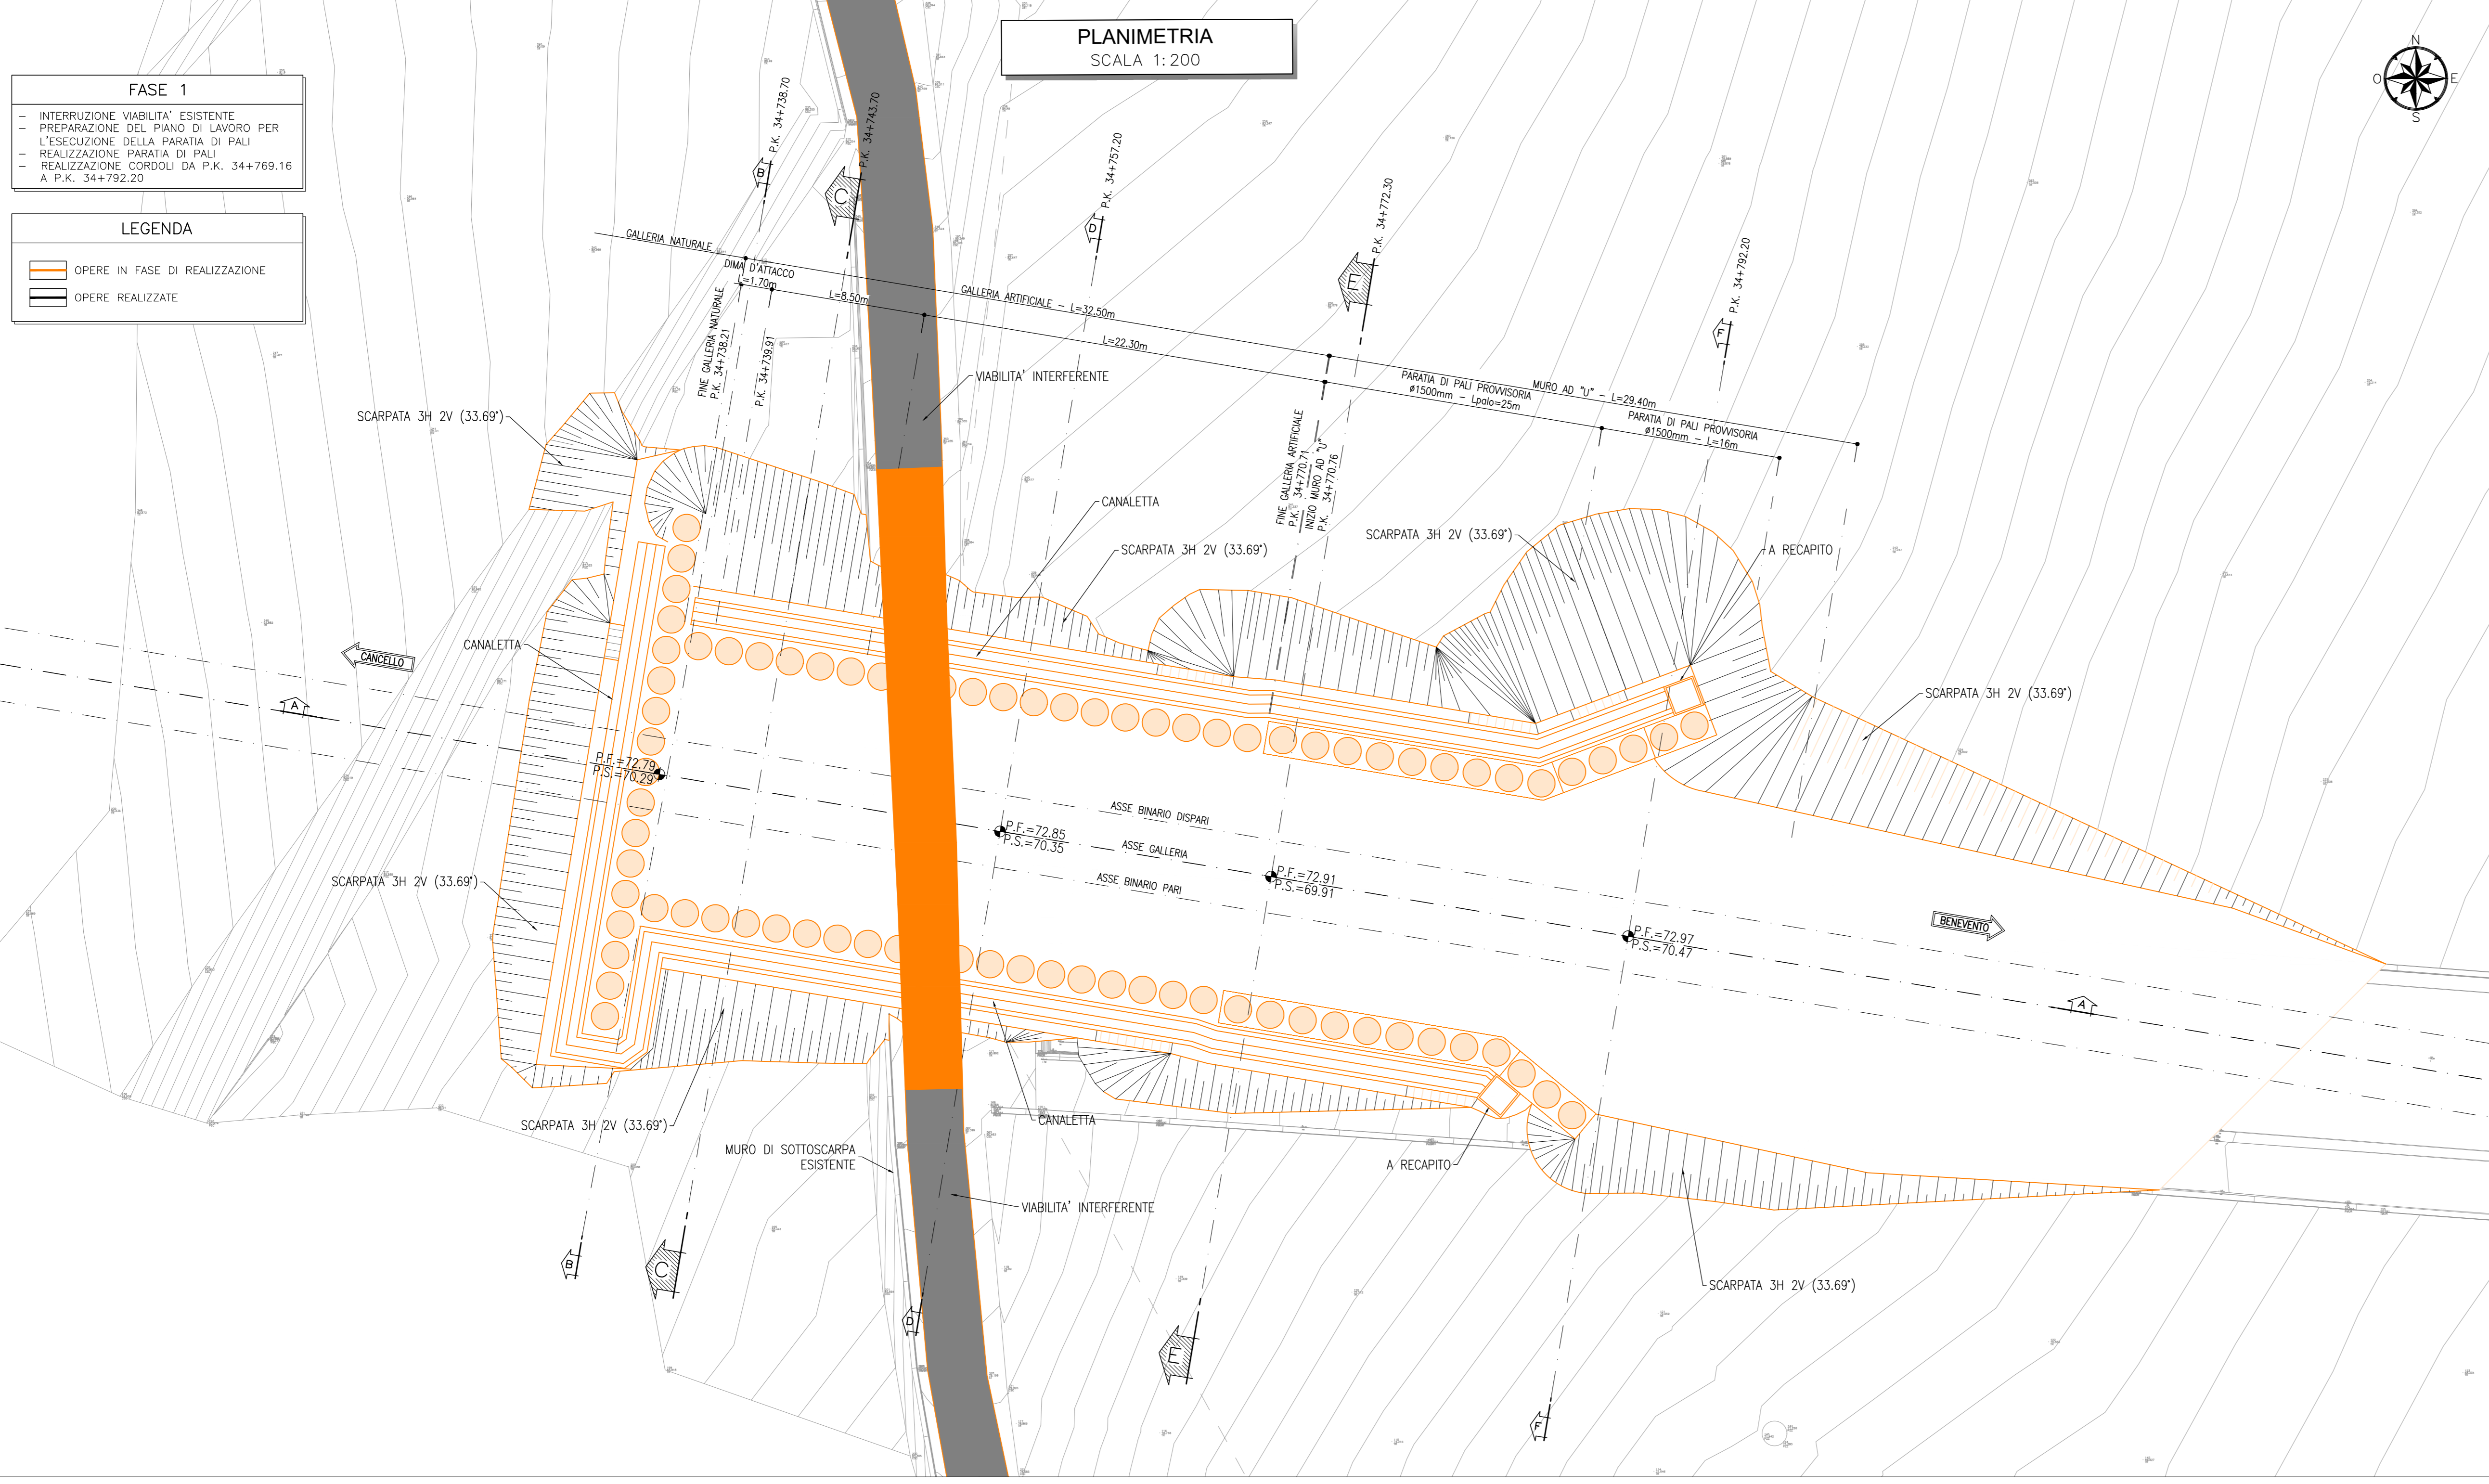 PLANIMETRIA
SCALA 1:200
N
O
E
S
FASE 1
- INTERRUZIONE VIABILITA' ESISTENTE
- PREPARAZIONE DEL PIANO DI LAVORO PER
L'ESECUZIONE DELLA PARATIA DI PALI
- REALIZZAZIONE PARATIA DI PALI
- REALIZZAZIONE CORDOLI DA P.K. 34+769.16
A P.K. 34+792.20
LEGENDA
OPERE IN FASE DI REALIZZAZIONE
OPERE REALIZZATE
P.K. 34+738.70
B
P.K. 34+743.70
C
P.K. 34+757.20
D
P.K. 34+772.30
E
P.K. 34+792.20
F
GALLERIA NATURALE
DIMA D'ATTACCO
L=1.70m
L=8.50m
GALLERIA ARTIFICIALE - L=32.50m
L=22.30m
MURO AD "U" - L=29.40m
PARATIA DI PALI PROVVISORIA
ø1500mm - Lpalo=25m
PARATIA DI PALI PROVVISORIA
ø1500mm - L=16m
FINE GALLERIA NATURALE
P.K. 34+738.21
P.K. 34+739.91
VIABILITA' INTERFERENTE
FINE GALLERIA ARTIFICIALE
P.K. 34+770.71
INIZIO MURO AD "U"
P.K. 34+770.76
SCARPATA 3H 2V (33.69°)
CANALETTA
SCARPATA 3H 2V (33.69°)
SCARPATA 3H 2V (33.69°)
A RECAPITO
CANALETTA
CANCELLO
A
SCARPATA 3H 2V (33.69°)
P.F.=72.79
P.S.=70.29
ASSE BINARIO DISPARI
P.F.=72.85
P.S.=70.35
ASSE GALLERIA
ASSE BINARIO PARI
P.F.=72.91
P.S.=69.91
SCARPATA 3H 2V (33.69°)
P.F.=72.97
P.S.=70.47
BENEVENTO
A
SCARPATA 3H 2V (33.69°)
CANALETTA
MURO DI SOTTOSCARPA
ESISTENTE
A RECAPITO
VIABILITA' INTERFERENTE
SCARPATA 3H 2V (33.69°)
B
C
D
E
F